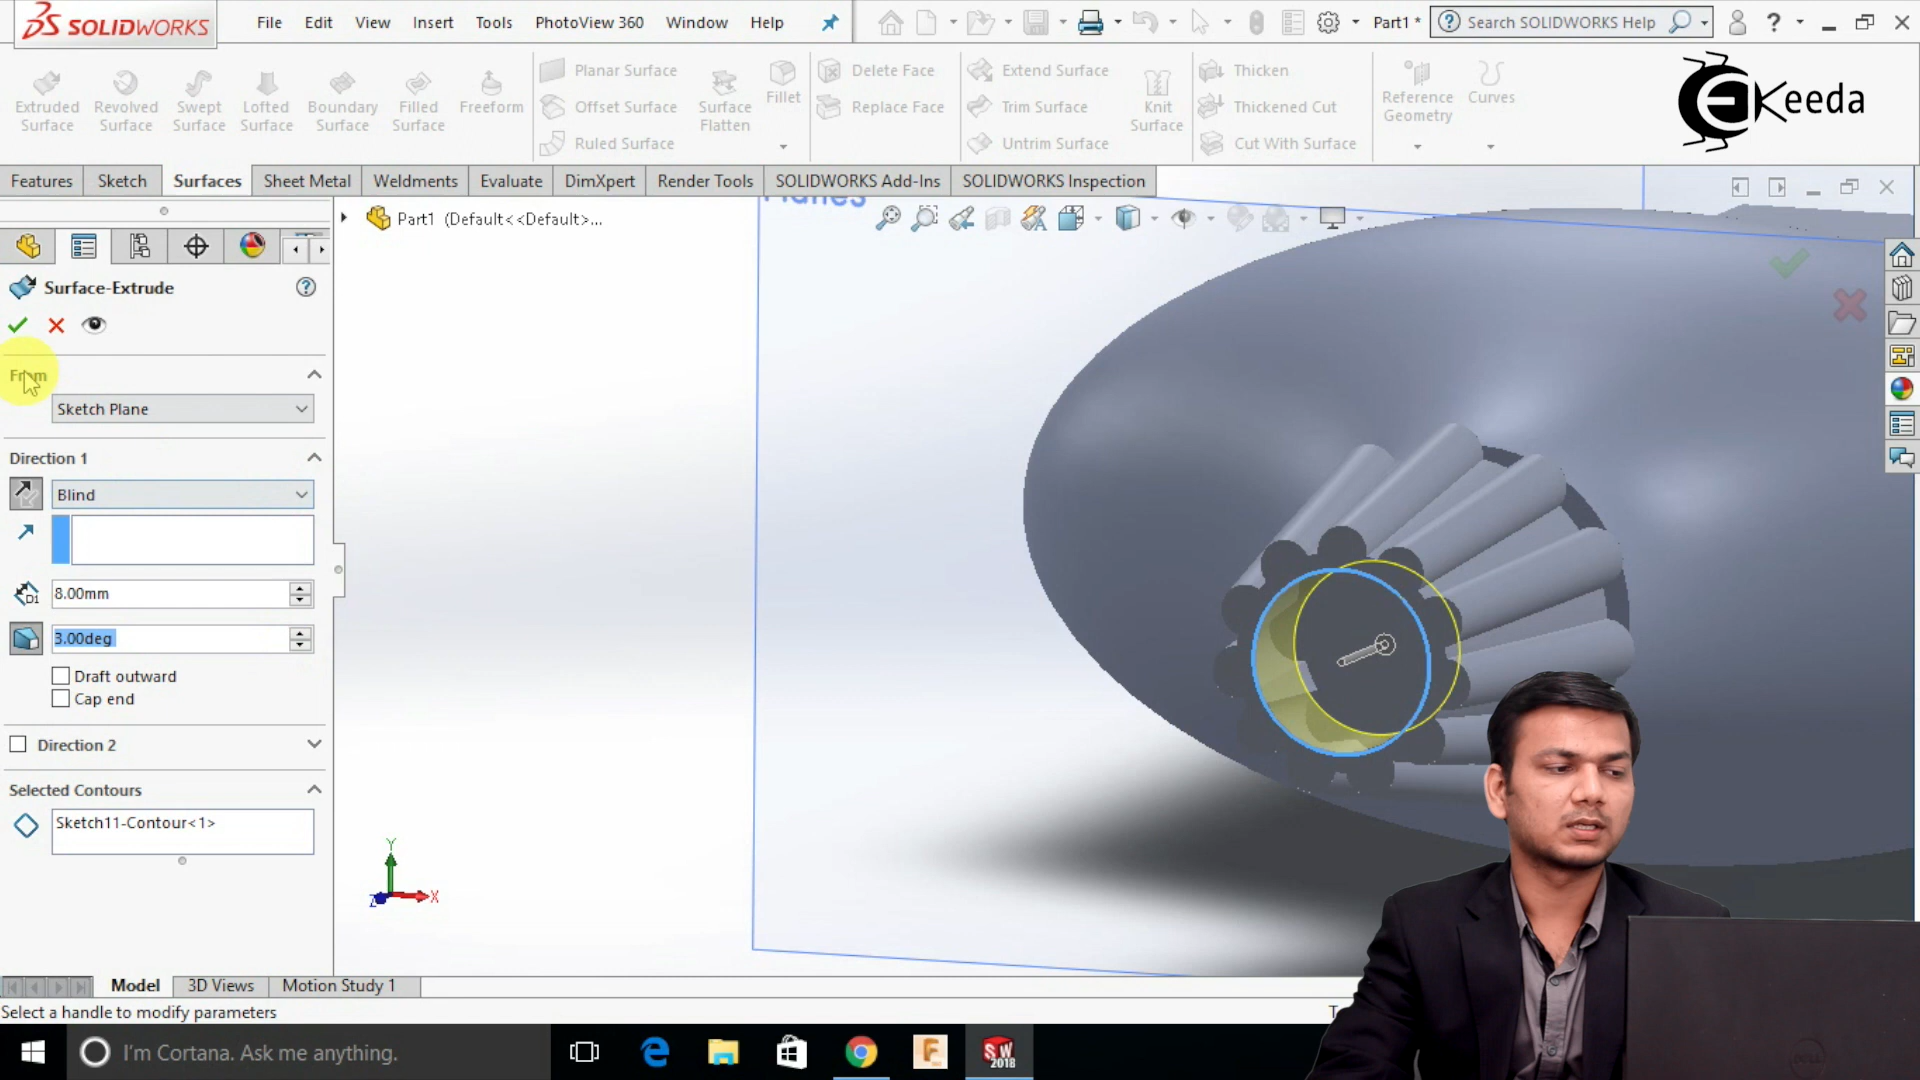 SOLIDWORKS
File Edit View Insert Tools PhotoView 360 Window Help
Part1 *
Search SOLIDWORKS Help
Extruded Surface
Revolved Surface
Swept Surface
Lofted Surface
Boundary Surface
Filled Surface
Freeform
Planar Surface
Offset Surface
Ruled Surface
Surface Flatten
Fillet
Delete Face
Replace Face
Extend Surface
Trim Surface
Untrim Surface
Knit Surface
Thicken
Thickened Cut
Cut With Surface
Reference Geometry
Curves
Keeda
Features Sketch Surfaces Sheet Metal Weldments Evaluate DimXpert Render Tools SOLIDWORKS Add-Ins SOLIDWORKS Inspection
Part1 (Default<<Default>...
Surface-Extrude
From
Sketch Plane
Direction 1
Blind
D1
8.00mm
3.00deg
Draft outward
Cap end
Direction 2
Selected Contours
Sketch11-Contour<1>
Y
X
Z
Model 3D Views Motion Study 1
Select a handle to modify parameters
I'm Cortana. Ask me anything.
SW
2018